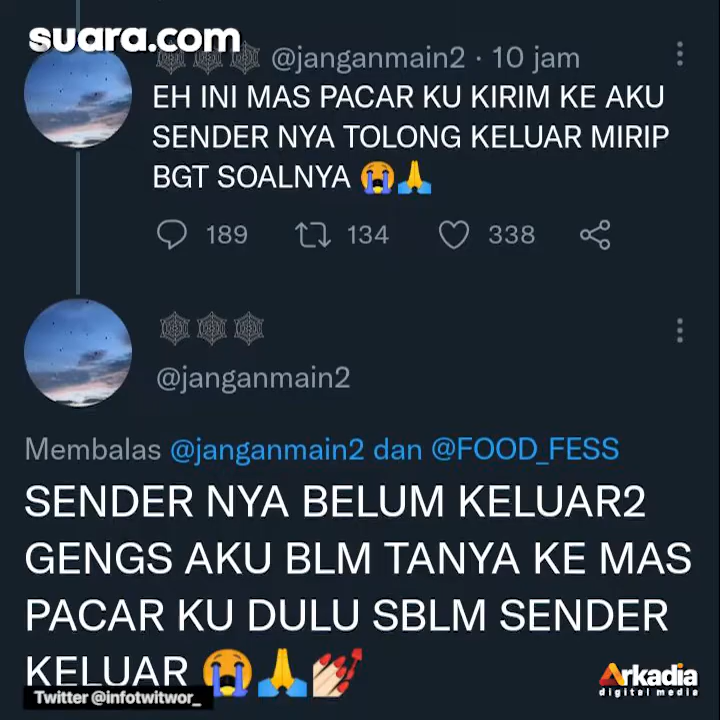 suara.com
@janganmain2 · 10 jam
EH INI MAS PACAR KU KIRIM KE AKU
SENDER NYA TOLONG KELUAR MIRIP
BGT SOALNYA 😭🙏
189 134 338
@janganmain2
Membalas @janganmain2 dan @FOOD_FESS
SENDER NYA BELUM KELUAR2
GENGS AKU BLM TANYA KE MAS
PACAR KU DULU SBLM SENDER
KELUAR 😭🙏💅
Twitter @infotwitwor_
Arkadia
digital media